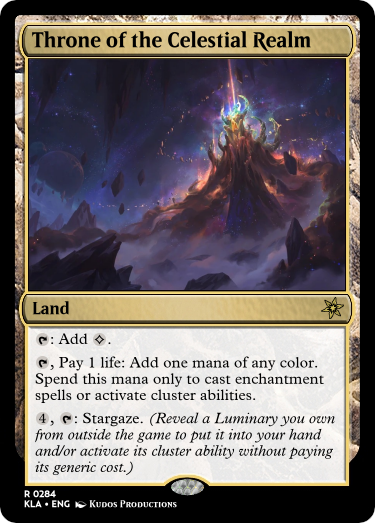 Throne of the Celestial Realm
Land
: Add .
, Pay 1 life: Add one mana of any color.
Spend this mana only to cast enchantment
spells or activate cluster abilities.
4, : Stargaze. (Reveal a Luminary you own
from outside the game to put it into your hand
and/or activate its cluster ability without paying
its generic cost.)
R 0284
KLA • ENG Kudos Productions